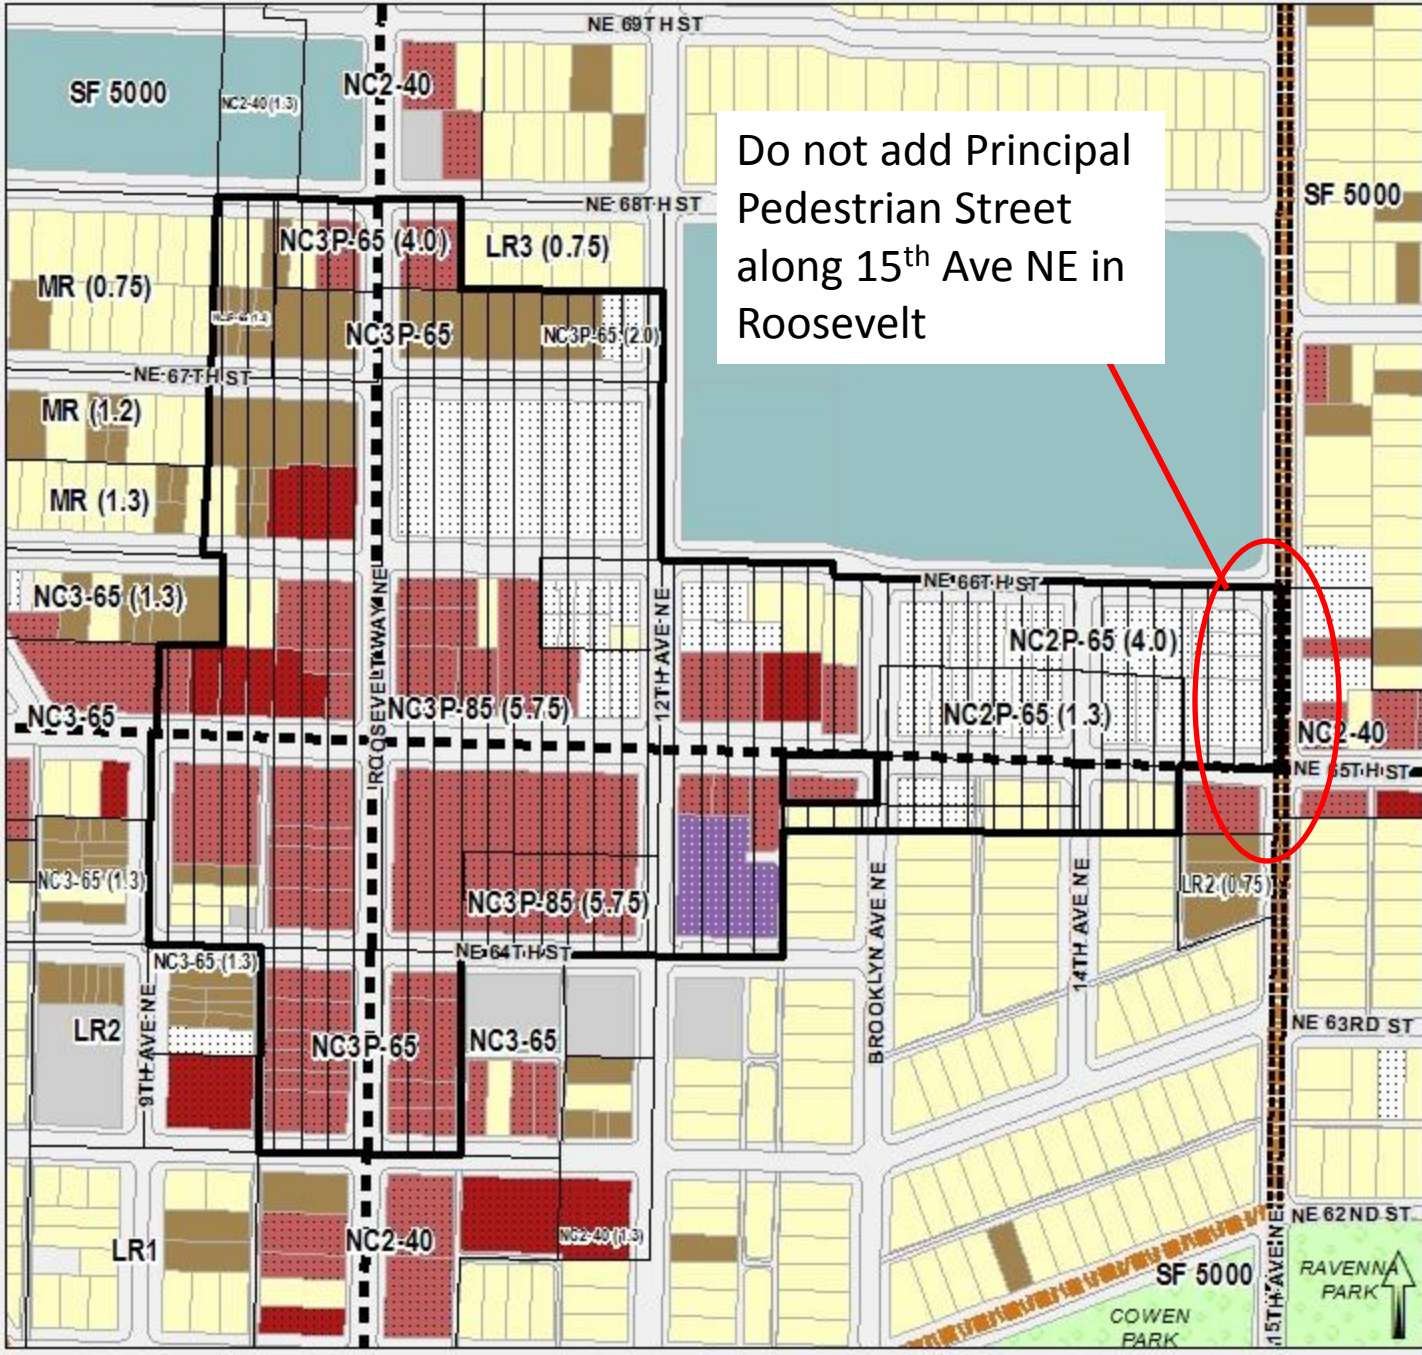 NE 69TH ST
SF 5000
NC2-40 (1.3)
NC2-40
Do not add Principal
Pedestrian Street
along 15th Ave NE in
Roosevelt
SF 5000
NE 68TH ST
NC3P-65 (4.0)
LR3 (0.75)
MR (0.75)
NC3P-65
NC3P-65 (2.0)
NE 67TH ST
MR (1.2)
MR (1.3)
NC3-65 (1.3)
NE 66TH ST
ROOSEVELT WAY NE
12TH AVE NE
NC2P-65 (4.0)
NC3-65
NC3P-85 (5.75)
NC2P-65 (1.3)
NC2-40
NE 65TH ST
NC3-65 (1.3)
NC3P-85 (5.75)
BROOKLYN AVE NE
14TH AVE NE
LR2 (0.75)
NE 64TH ST
NC3-65 (1.3)
9TH AVE NE
LR2
NC3P-65
NC3-65
NE 63RD ST
LR1
NC2-40
NC2-40 (1.3)
NE 62ND ST
SF 5000
15TH AVE NE
RAVENNA
PARK
COWEN
PARK